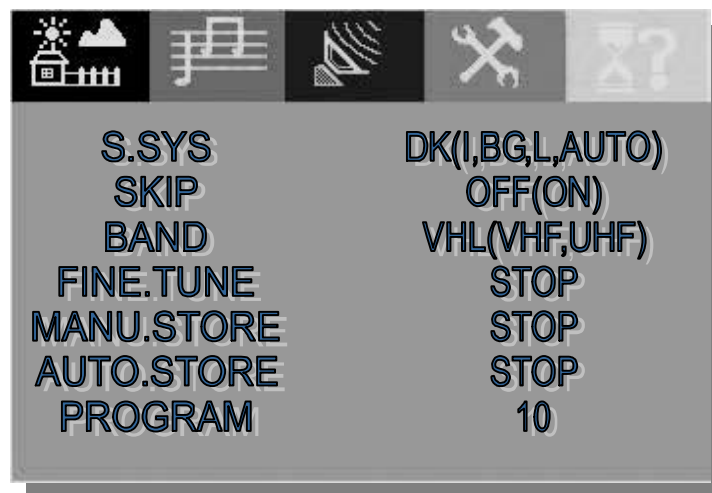 ?
S.SYS DK(I,BG,L,AUTO)
SKIP OFF(ON)
BAND VHL(VHF,UHF)
FINE.TUNE STOP
MANU.STORE STOP
AUTO.STORE STOP
PROGRAM 10